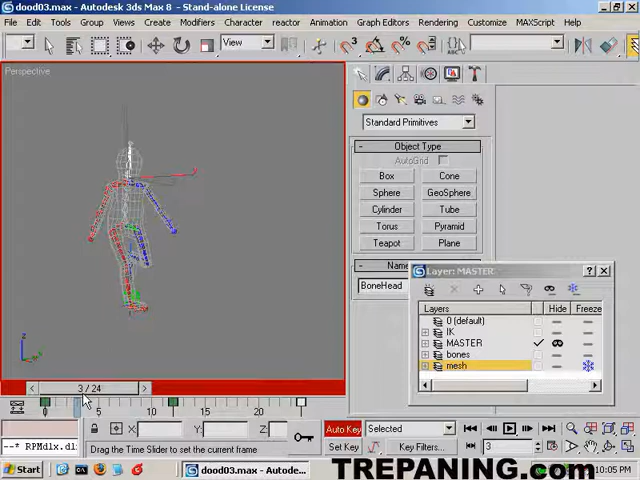 dood03.max - Autodesk 3ds Max 8 - Stand-alone License
File Edit Tools Group Views Create Modifiers Character reactor Animation Graph Editors Rendering Customize MAXScript Help
View
Perspective
Standard Primitives
- Object Type
AutoGrid
Box Cone
Sphere GeoSphere
Cylinder Tube
Torus Pyramid
Teapot Plane
BoneHead
Layer: MASTER
Layers Hide Freeze
0 (default)
IK
MASTER
bones
mesh
3 / 24
0 5 10 15 20
X: Y: Z:
Auto Key Selected
Set Key Key Filters...
3
--* RPMdlx.dl
Drag the Time Slider to set the current frame
Start
dood03.max - Autodes...
10:05 PM
TREPANING.com